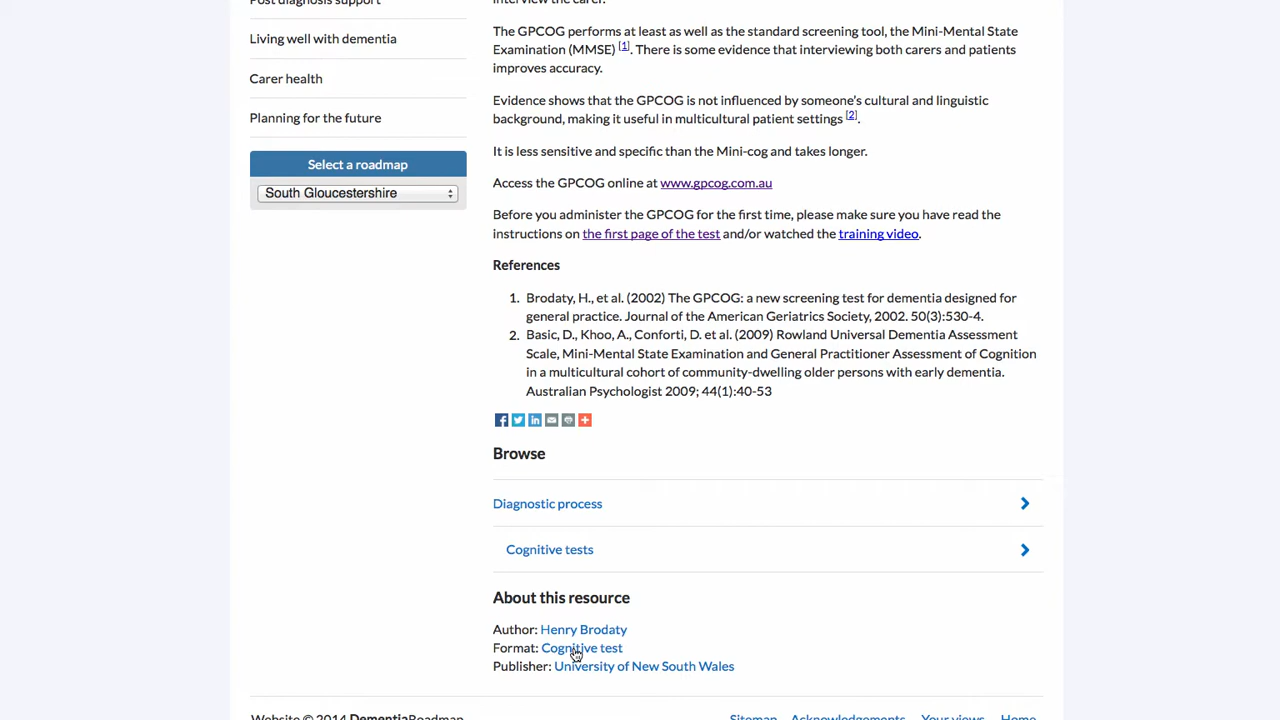 Post diagnosis support
Living well with dementia
Carer health
Planning for the future
Select a roadmap
South Gloucestershire
interview the carer.
The GPCOG performs at least as well as the standard screening tool, the Mini-Mental State
Examination (MMSE) [1]. There is some evidence that interviewing both carers and patients
improves accuracy.
Evidence shows that the GPCOG is not influenced by someone's cultural and linguistic
background, making it useful in multicultural patient settings [2].
It is less sensitive and specific than the Mini-cog and takes longer.
Access the GPCOG online at www.gpcog.com.au
Before you administer the GPCOG for the first time, please make sure you have read the
instructions on the first page of the test and/or watched the training video.
References
1. Brodaty, H., et al. (2002) The GPCOG: a new screening test for dementia designed for
general practice. Journal of the American Geriatrics Society, 2002. 50(3):530-4.
2. Basic, D., Khoo, A., Conforti, D. et al. (2009) Rowland Universal Dementia Assessment
Scale, Mini-Mental State Examination and General Practitioner Assessment of Cognition
in a multicultural cohort of community-dwelling older persons with early dementia.
Australian Psychologist 2009; 44(1):40-53
Browse
Diagnostic process
Cognitive tests
About this resource
Author: Henry Brodaty
Format: Cognitive test
Publisher: University of New South Wales
Website © 2014 DementiaRoadmap
Sitemap Acknowledgements Your views Home